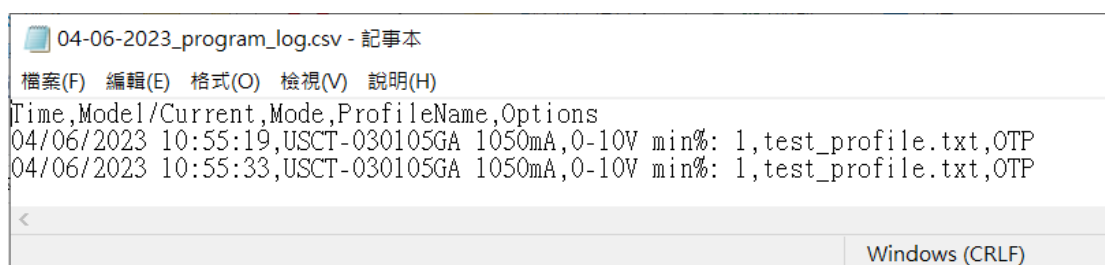 04-06-2023_program_log.csv - 記事本
檔案(F) 編輯(E) 格式(O) 檢視(V) 說明(H)
Time,Model/Current,Mode,ProfileName,Options
04/06/2023 10:55:19,USCT-030105GA 1050mA,0-10V min%: 1,test_profile.txt,OTP
04/06/2023 10:55:33,USCT-030105GA 1050mA,0-10V min%: 1,test_profile.txt,OTP
Windows (CRLF)